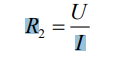 R₂ = U/I